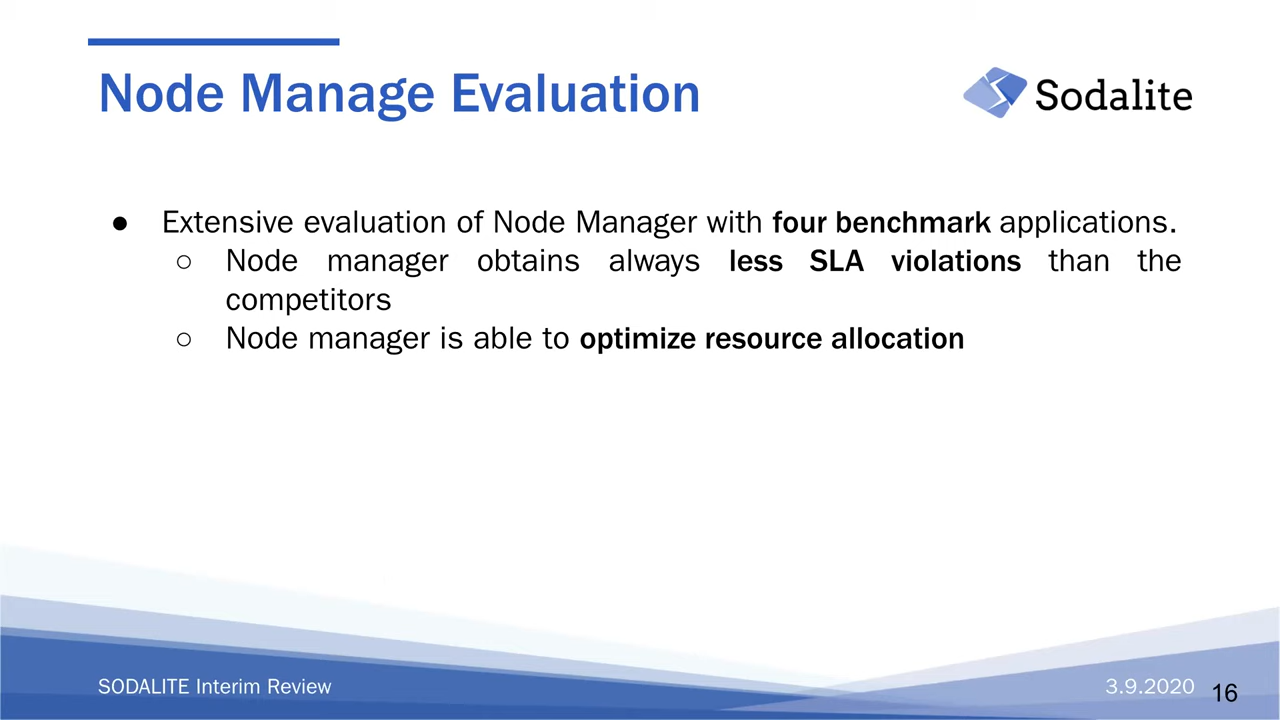 Node Manage Evaluation
Sodalite
● Extensive evaluation of Node Manager with four benchmark applications.
○ Node manager obtains always less SLA violations than the
competitors
○ Node manager is able to optimize resource allocation
SODALITE Interim Review
3.9.2020
16